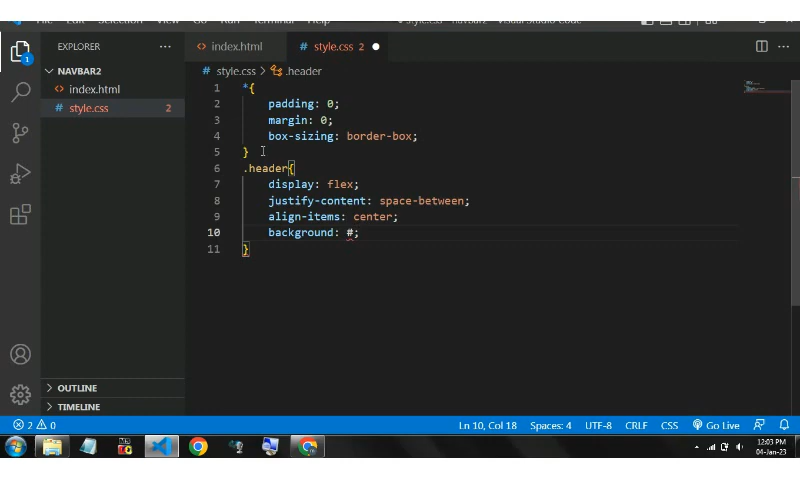 EXPLORER
index.html
# style.css 2
NAVBAR2
# style.css > .header
index.html
# style.css 2
1 *{
2 padding: 0;
3 margin: 0;
4 box-sizing: border-box;
5 }
6 .header{
7 display: flex;
8 justify-content: space-between;
9 align-items: center;
10 background: #;
11 }
OUTLINE
TIMELINE
2 0 Ln 10, Col 18 Spaces: 4 UTF-8 CRLF CSS Go Live
12:03 PM
04-Jan-23